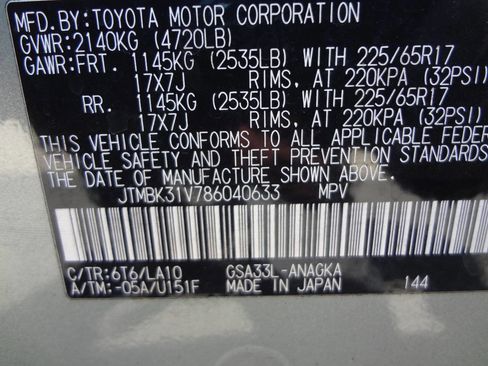 MFD.BY:TOYOTA MOTOR CORPORATION
GVWR:2140KG (4720LB)
GAWR:FRT. 1145KG (2535LB) WITH 225/65R17
17X7J RIMS, AT 220KPA (32PSI)
RR. 1145KG (2535LB) WITH 225/65R17
17X7J RIMS, AT 220KPA (32PSI)
THIS VEHICLE CONFORMS TO ALL APPLICABLE FEDER
VEHICLE SAFETY AND THEFT PREVENTION STANDARDS
THE DATE OF MANUFACTURE SHOWN ABOVE.
JTMBK31V786040633 MPV
C/TR:6T6/LA10 GSA33L-ANAGKA
A/TM:-05A/U151F MADE IN JAPAN 144